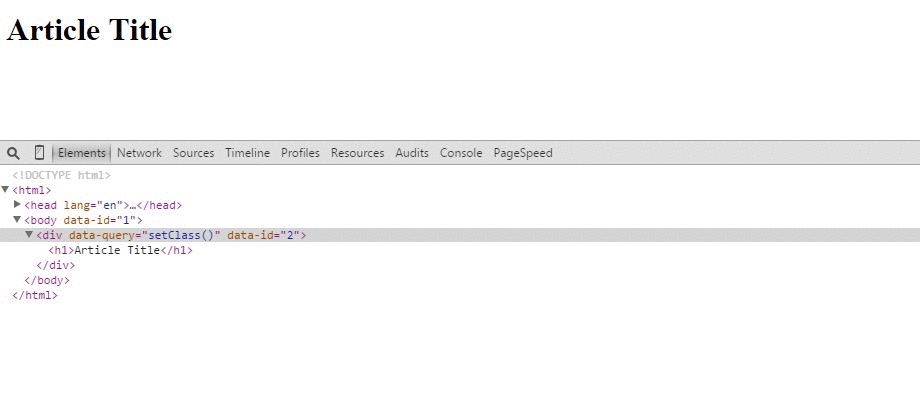 Article Title
Elements Network Sources Timeline Profiles Resources Audits Console PageSpeed
<!DOCTYPE html>
<html>
<head lang="en">…</head>
<body data-id="1">
<div data-query="setClass()" data-id="2">
<h1>Article Title</h1>
</div>
</body>
</html>